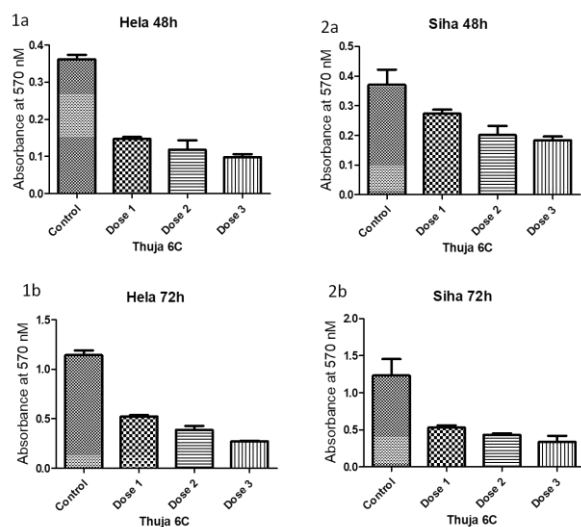 1a
Hela 48h
Absorbance at 570 nM
0.4
0.3
0.2
0.1
0.0
Control
Dose 1
Dose 2
Dose 3
Thuja 6C
2a
Siha 48h
Absorbance at 570 nM
0.5
0.4
0.3
0.2
0.1
0.0
Control
Dose 1
Dose 2
Dose 3
Thuja 6C
1b
Hela 72h
Absorbance at 570 nM
1.5
1.0
0.5
0.0
Control
Dose 1
Dose 2
Dose 3
Thuja 6C
2b
Siha 72h
Absorbance at 570 nM
2.0
1.5
1.0
0.5
0.0
Control
Dose 1
Dose 2
Dose 3
Thuja 6C